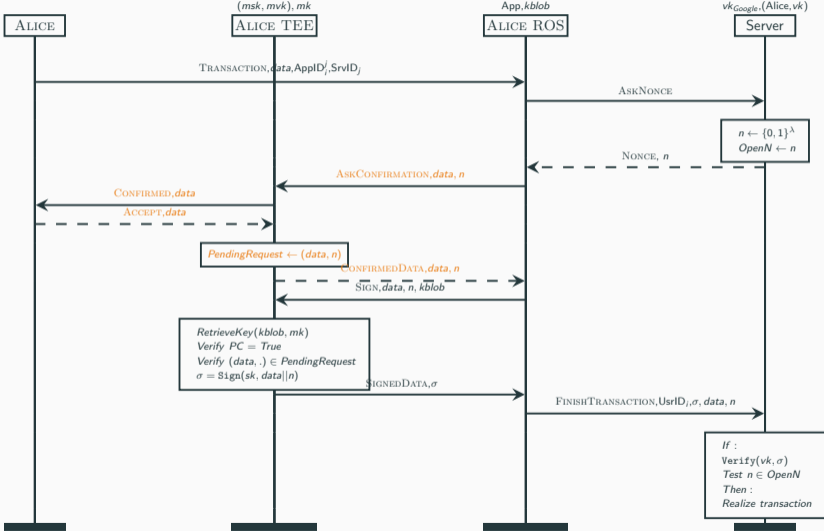 (msk, mvk), mk
App,kblob
vk_Google,(Alice,vk)
ALICE
ALICE TEE
ALICE ROS
Server
TRANSACTION,data,AppID_i^j,SrvID_j
ASKNONCE
n ← {0, 1}^λ
OpenN ← n
NONCE, n
ASKCONFIRMATION,data, n
CONFIRMED,data
ACCEPT,data
PendingRequest ← (data, n)
CONFIRMEDDATA,data, n
SIGN,data, n, kblob
RetrieveKey(kblob, mk)
Verify PC = True
Verify (data, .) ∈ PendingRequest
σ = Sign(sk, data||n)
SIGNEDDATA,σ
FINISHTRANSACTION,UsrID_i,σ, data, n
If :
Verify(vk, σ)
Test n ∈ OpenN
Then :
Realize transaction